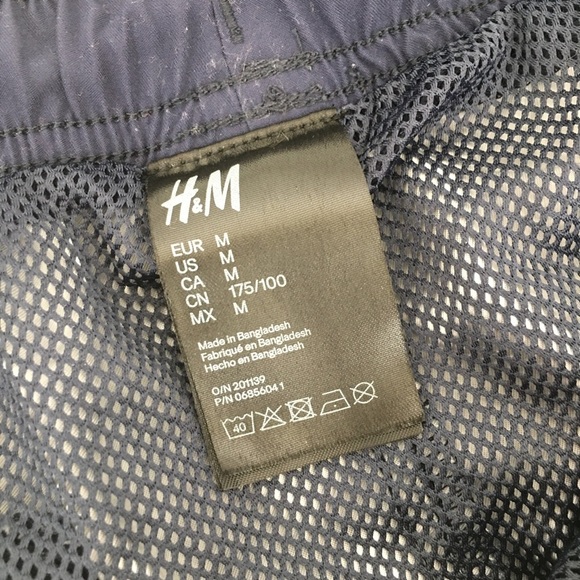 H&M
EUR M
US M
CA M
CN 175/100
MX M
Made in Bangladesh
Fabriqué en Bangladesh
Hecho en Bangladesh
O/N 201139
P/N 0685604 1
40